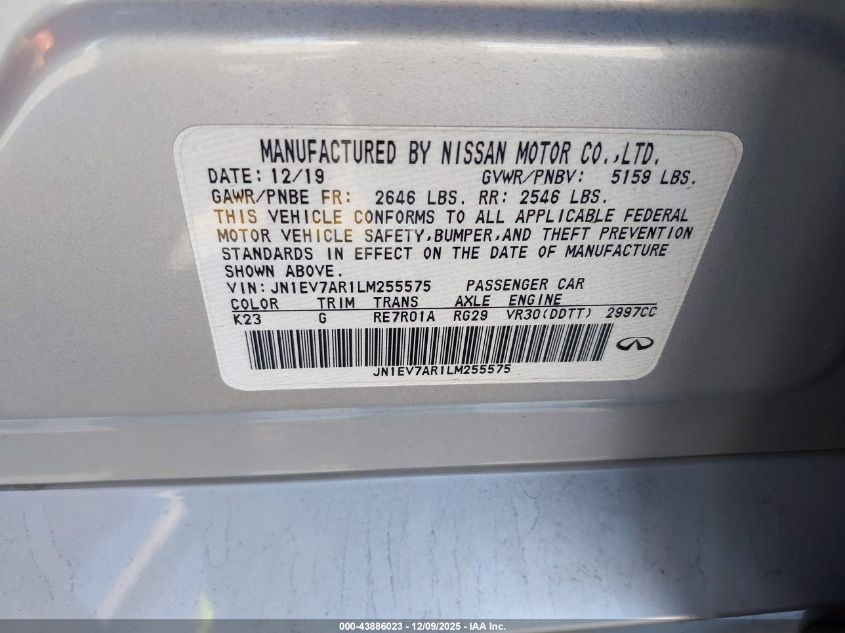 MANUFACTURED BY NISSAN MOTOR CO.,LTD.
DATE: 12/19 GVWR/PNBV: 5159 LBS.
GAWR/PNBE FR: 2646 LBS. RR: 2546 LBS.
THIS VEHICLE CONFORMS TO ALL APPLICABLE FEDERAL
MOTOR VEHICLE SAFETY,BUMPER,AND THEFT PREVENTION
STANDARDS IN EFFECT ON THE DATE OF MANUFACTURE
SHOWN ABOVE.
VIN: JN1EV7AR1LM255575 PASSENGER CAR
COLOR TRIM TRANS AXLE ENGINE
K23 G RE7R01A RG29 VR30(DDTT) 2997CC
JN1EV7AR1LM255575
000-43886023 - 12/09/2025 - IAA Inc.